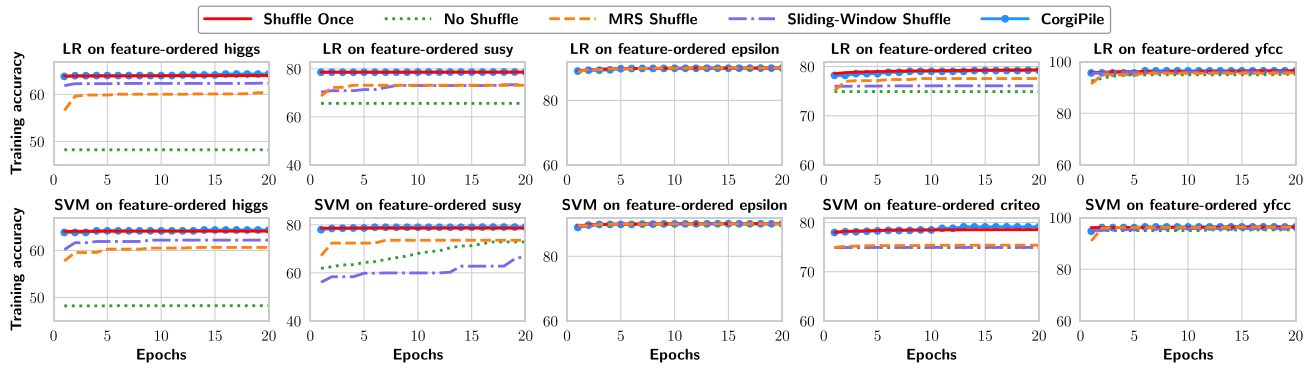 Shuffle Once No Shuffle MRS Shuffle Sliding-Window Shuffle CorgiPile
LR on feature-ordered higgs LR on feature-ordered susy LR on feature-ordered epsilon LR on feature-ordered criteo LR on feature-ordered yfcc
Training accuracy
60
50
0 5 10 15 20
80
60
40
0 5 10 15 20
80
60
0 5 10 15 20
80
70
60
0 5 10 15 20
100
80
60
0 5 10 15 20
SVM on feature-ordered higgs SVM on feature-ordered susy SVM on feature-ordered epsilon SVM on feature-ordered criteo SVM on feature-ordered yfcc
Training accuracy
60
50
0 5 10 15 20
Epochs
80
60
40
0 5 10 15 20
Epochs
80
60
0 5 10 15 20
Epochs
80
70
60
0 5 10 15 20
Epochs
100
80
60
0 5 10 15 20
Epochs